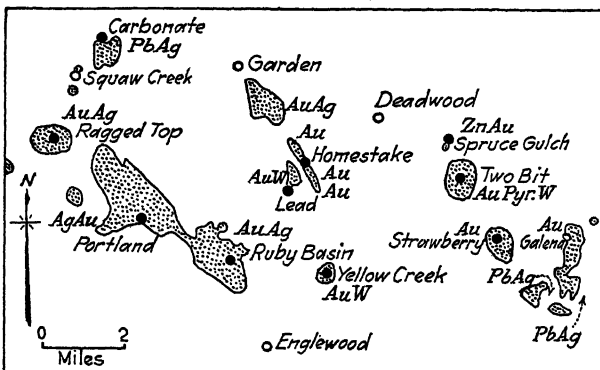 Carbonate
PbAg
Squaw Creek
Garden
AuAg
Deadwood
AuAg
Ragged Top
Au
Homestake
ZnAu
Spruce Gulch
AuW
Au
Au
Lead
Two Bit
Au Pyr. W
N
AgAu
Portland
AuAg
Ruby Basin
Au
Strawberry
Au
Galena
Yellow Creek
AuW
PbAg
PbAg
Englewood
0 2
Miles